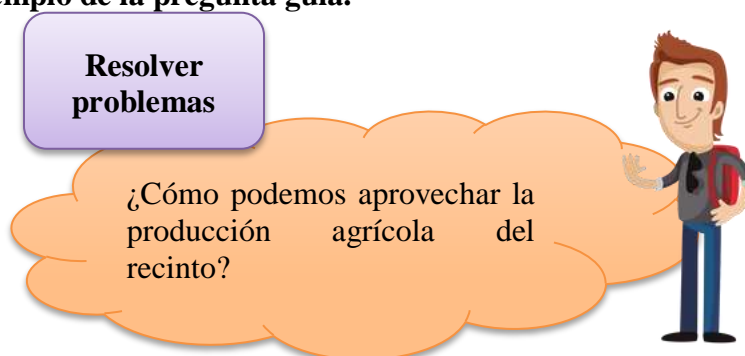 de la pregunta guía.
Resolver
problemas
¿Cómo podemos aprovechar la
producción agrícola del
recinto?